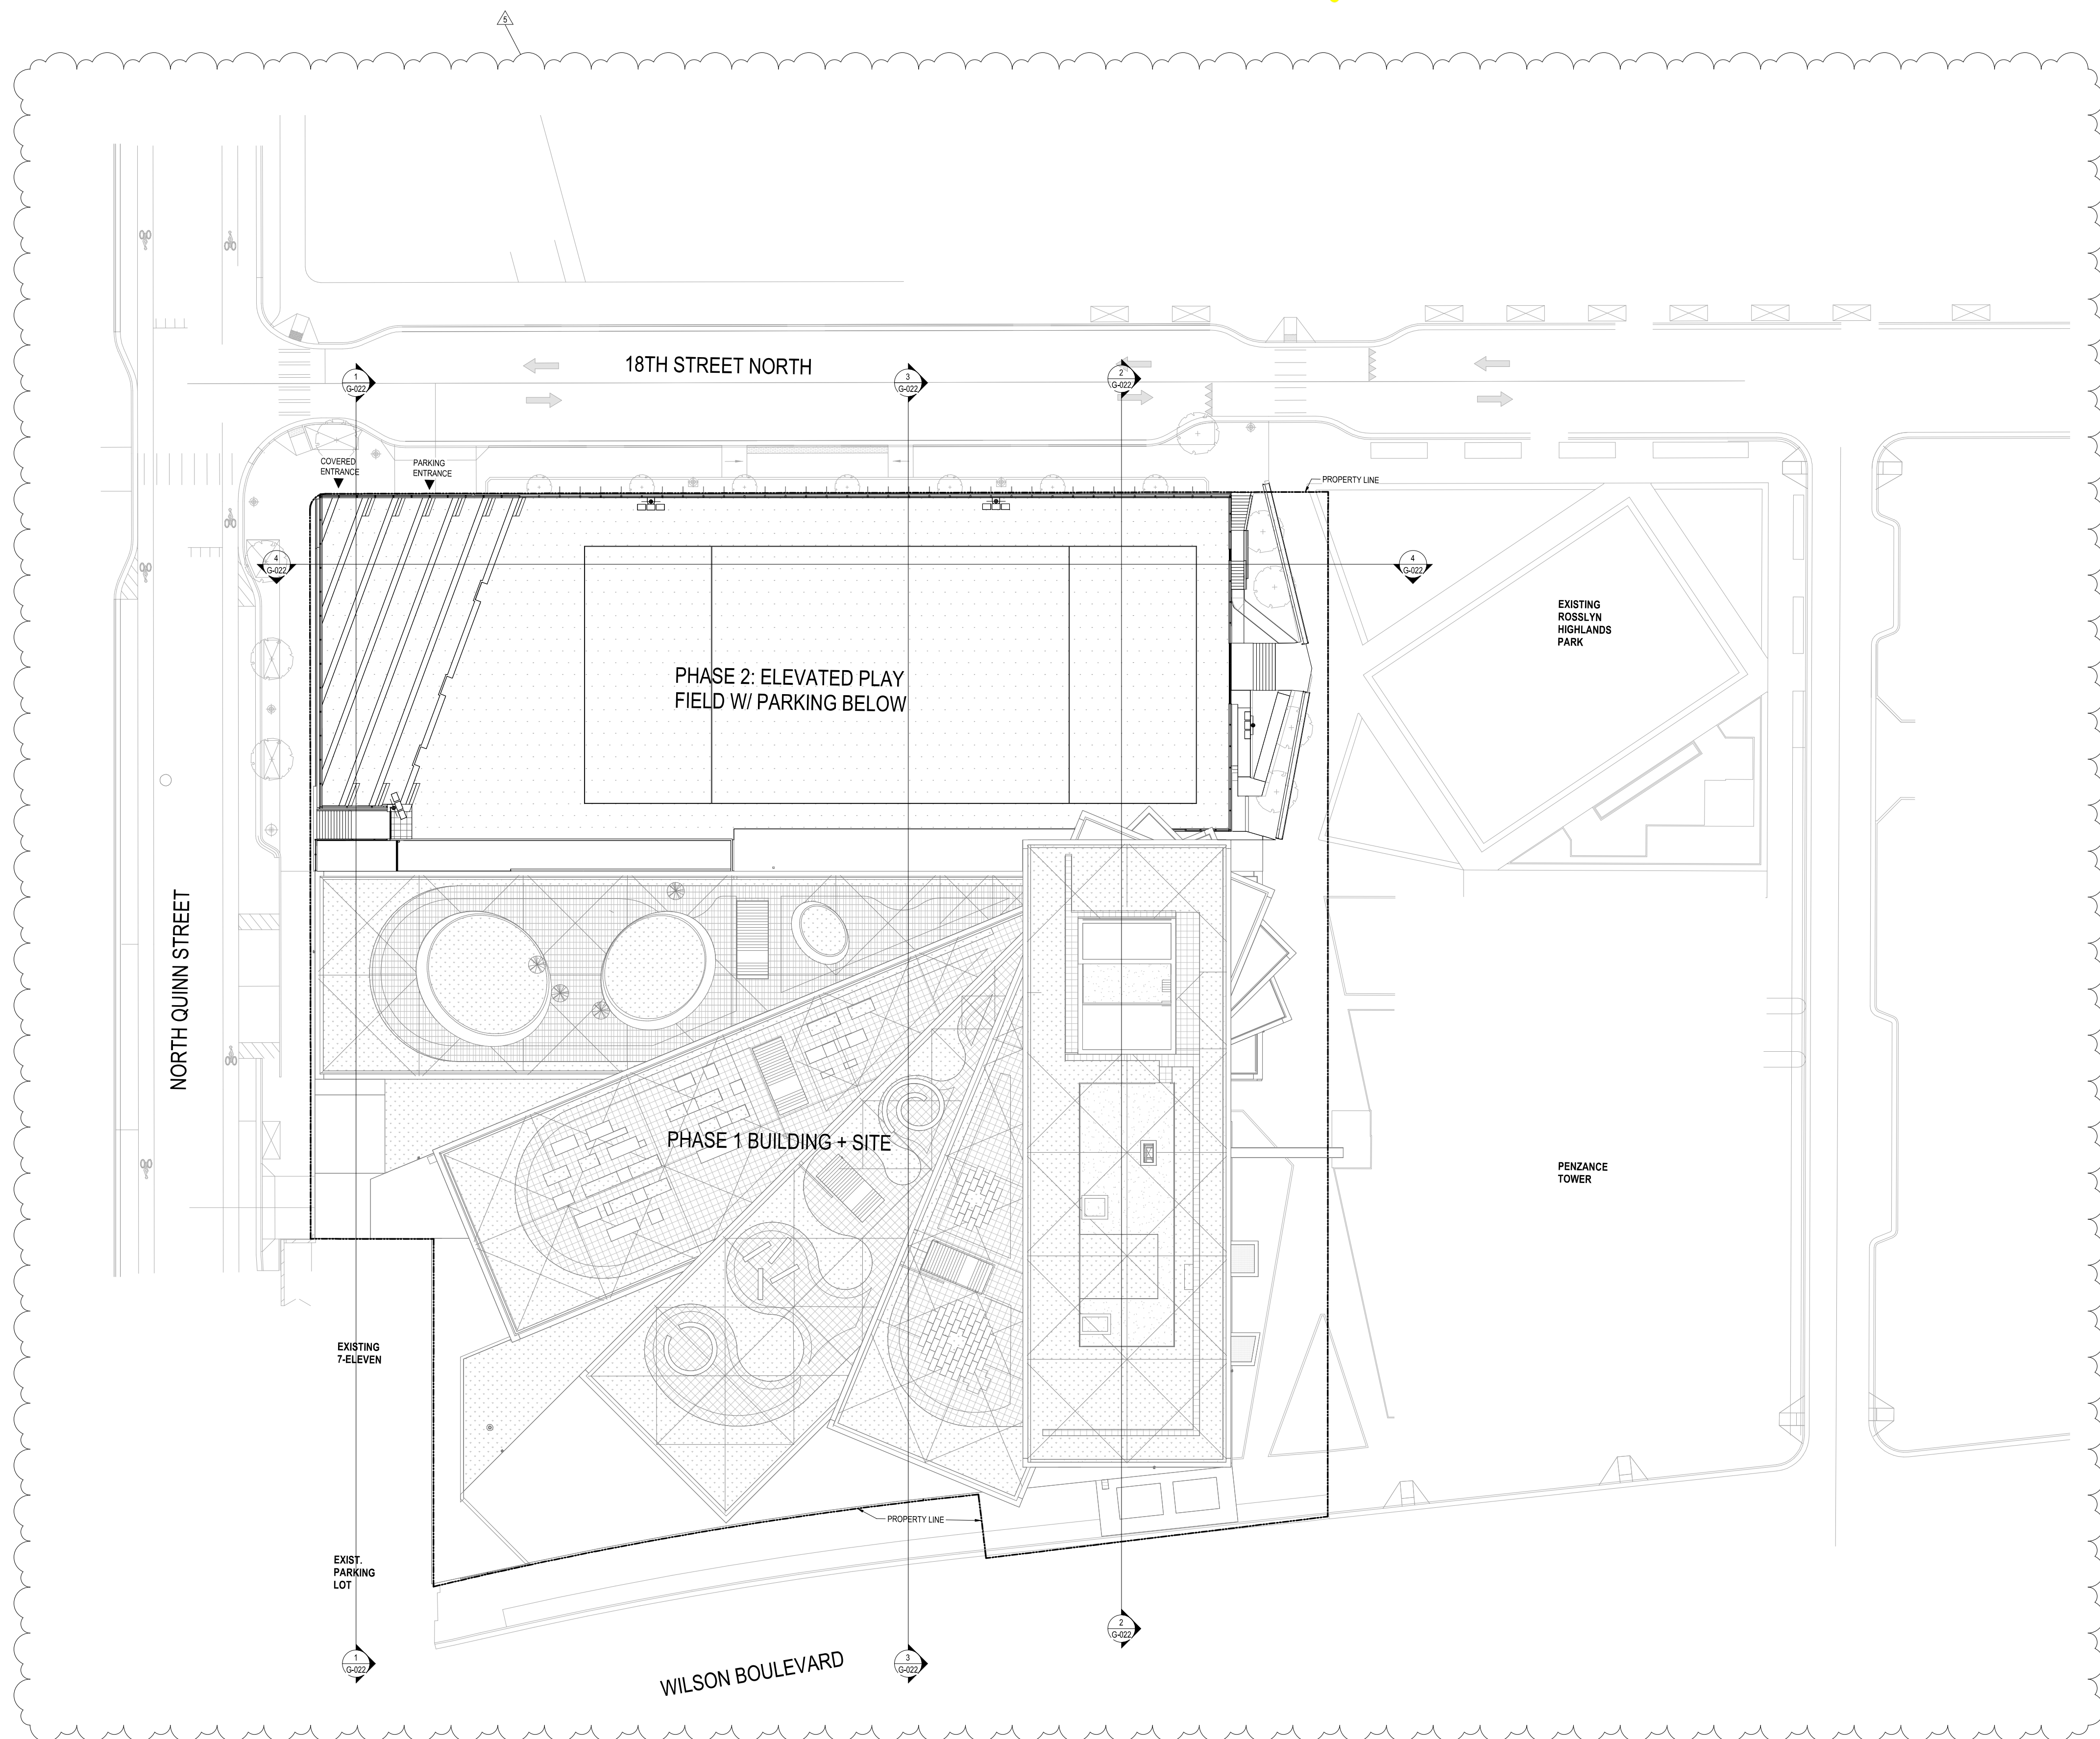 5
18TH STREET NORTH
1
G-022
3
G-022
2
G-022
COVERED
ENTRANCE
PARKING
ENTRANCE
PROPERTY LINE
4
G-022
4
G-022
EXISTING
ROSSLYN
HIGHLANDS
PARK
PHASE 2: ELEVATED PLAY
FIELD W/ PARKING BELOW
NORTH QUINN STREET
PHASE 1 BUILDING + SITE
PENZANCE
TOWER
EXISTING
7-ELEVEN
PROPERTY LINE
EXIST.
PARKING
LOT
2
G-022
1
G-022
3
G-022
WILSON BOULEVARD